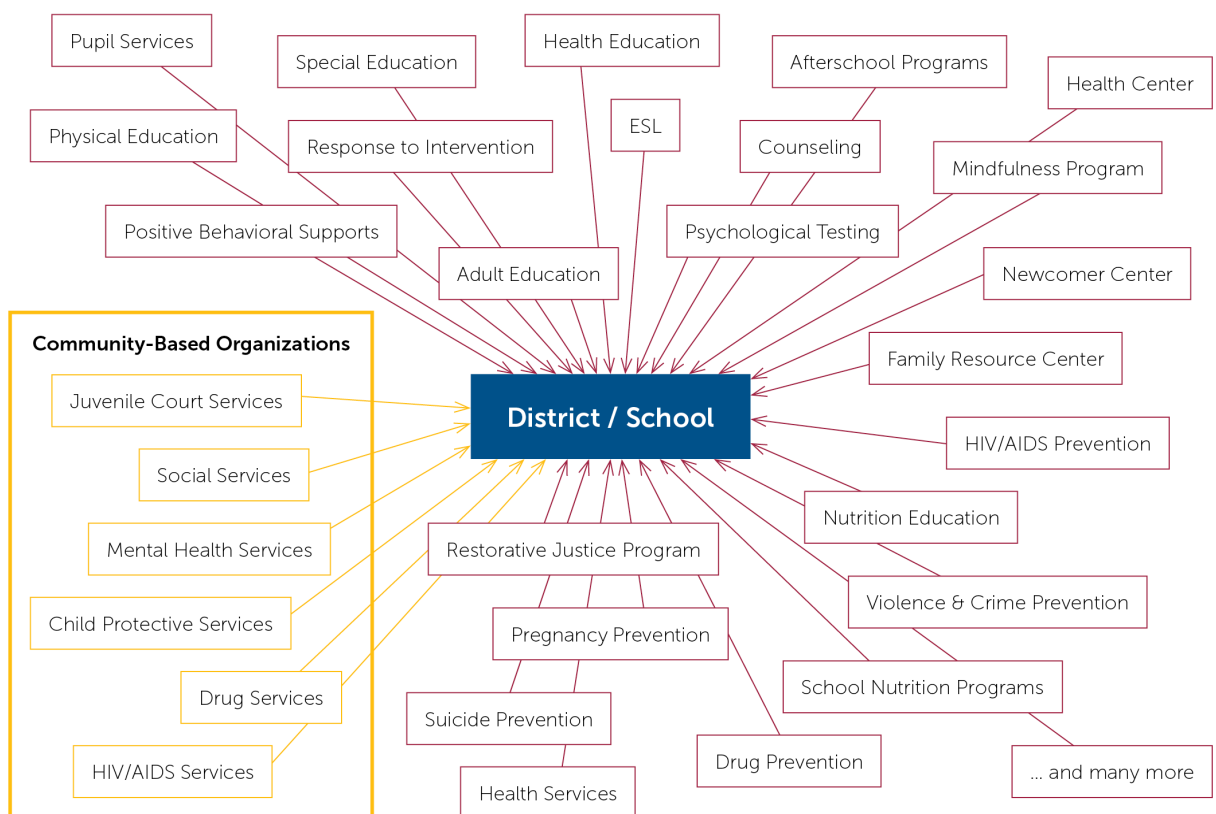 Pupil Services
Special Education
Health Education
Afterschool Programs
Health Center
Physical Education
Response to Intervention
ESL
Counseling
Mindfulness Program
Positive Behavioral Supports
Adult Education
Psychological Testing
Newcomer Center
Community-Based Organizations
Family Resource Center
Juvenile Court Services
District / School
HIV/AIDS Prevention
Social Services
Nutrition Education
Mental Health Services
Restorative Justice Program
Violence & Crime Prevention
Child Protective Services
Pregnancy Prevention
School Nutrition Programs
Drug Services
Suicide Prevention
Drug Prevention
HIV/AIDS Services
Health Services
... and many more